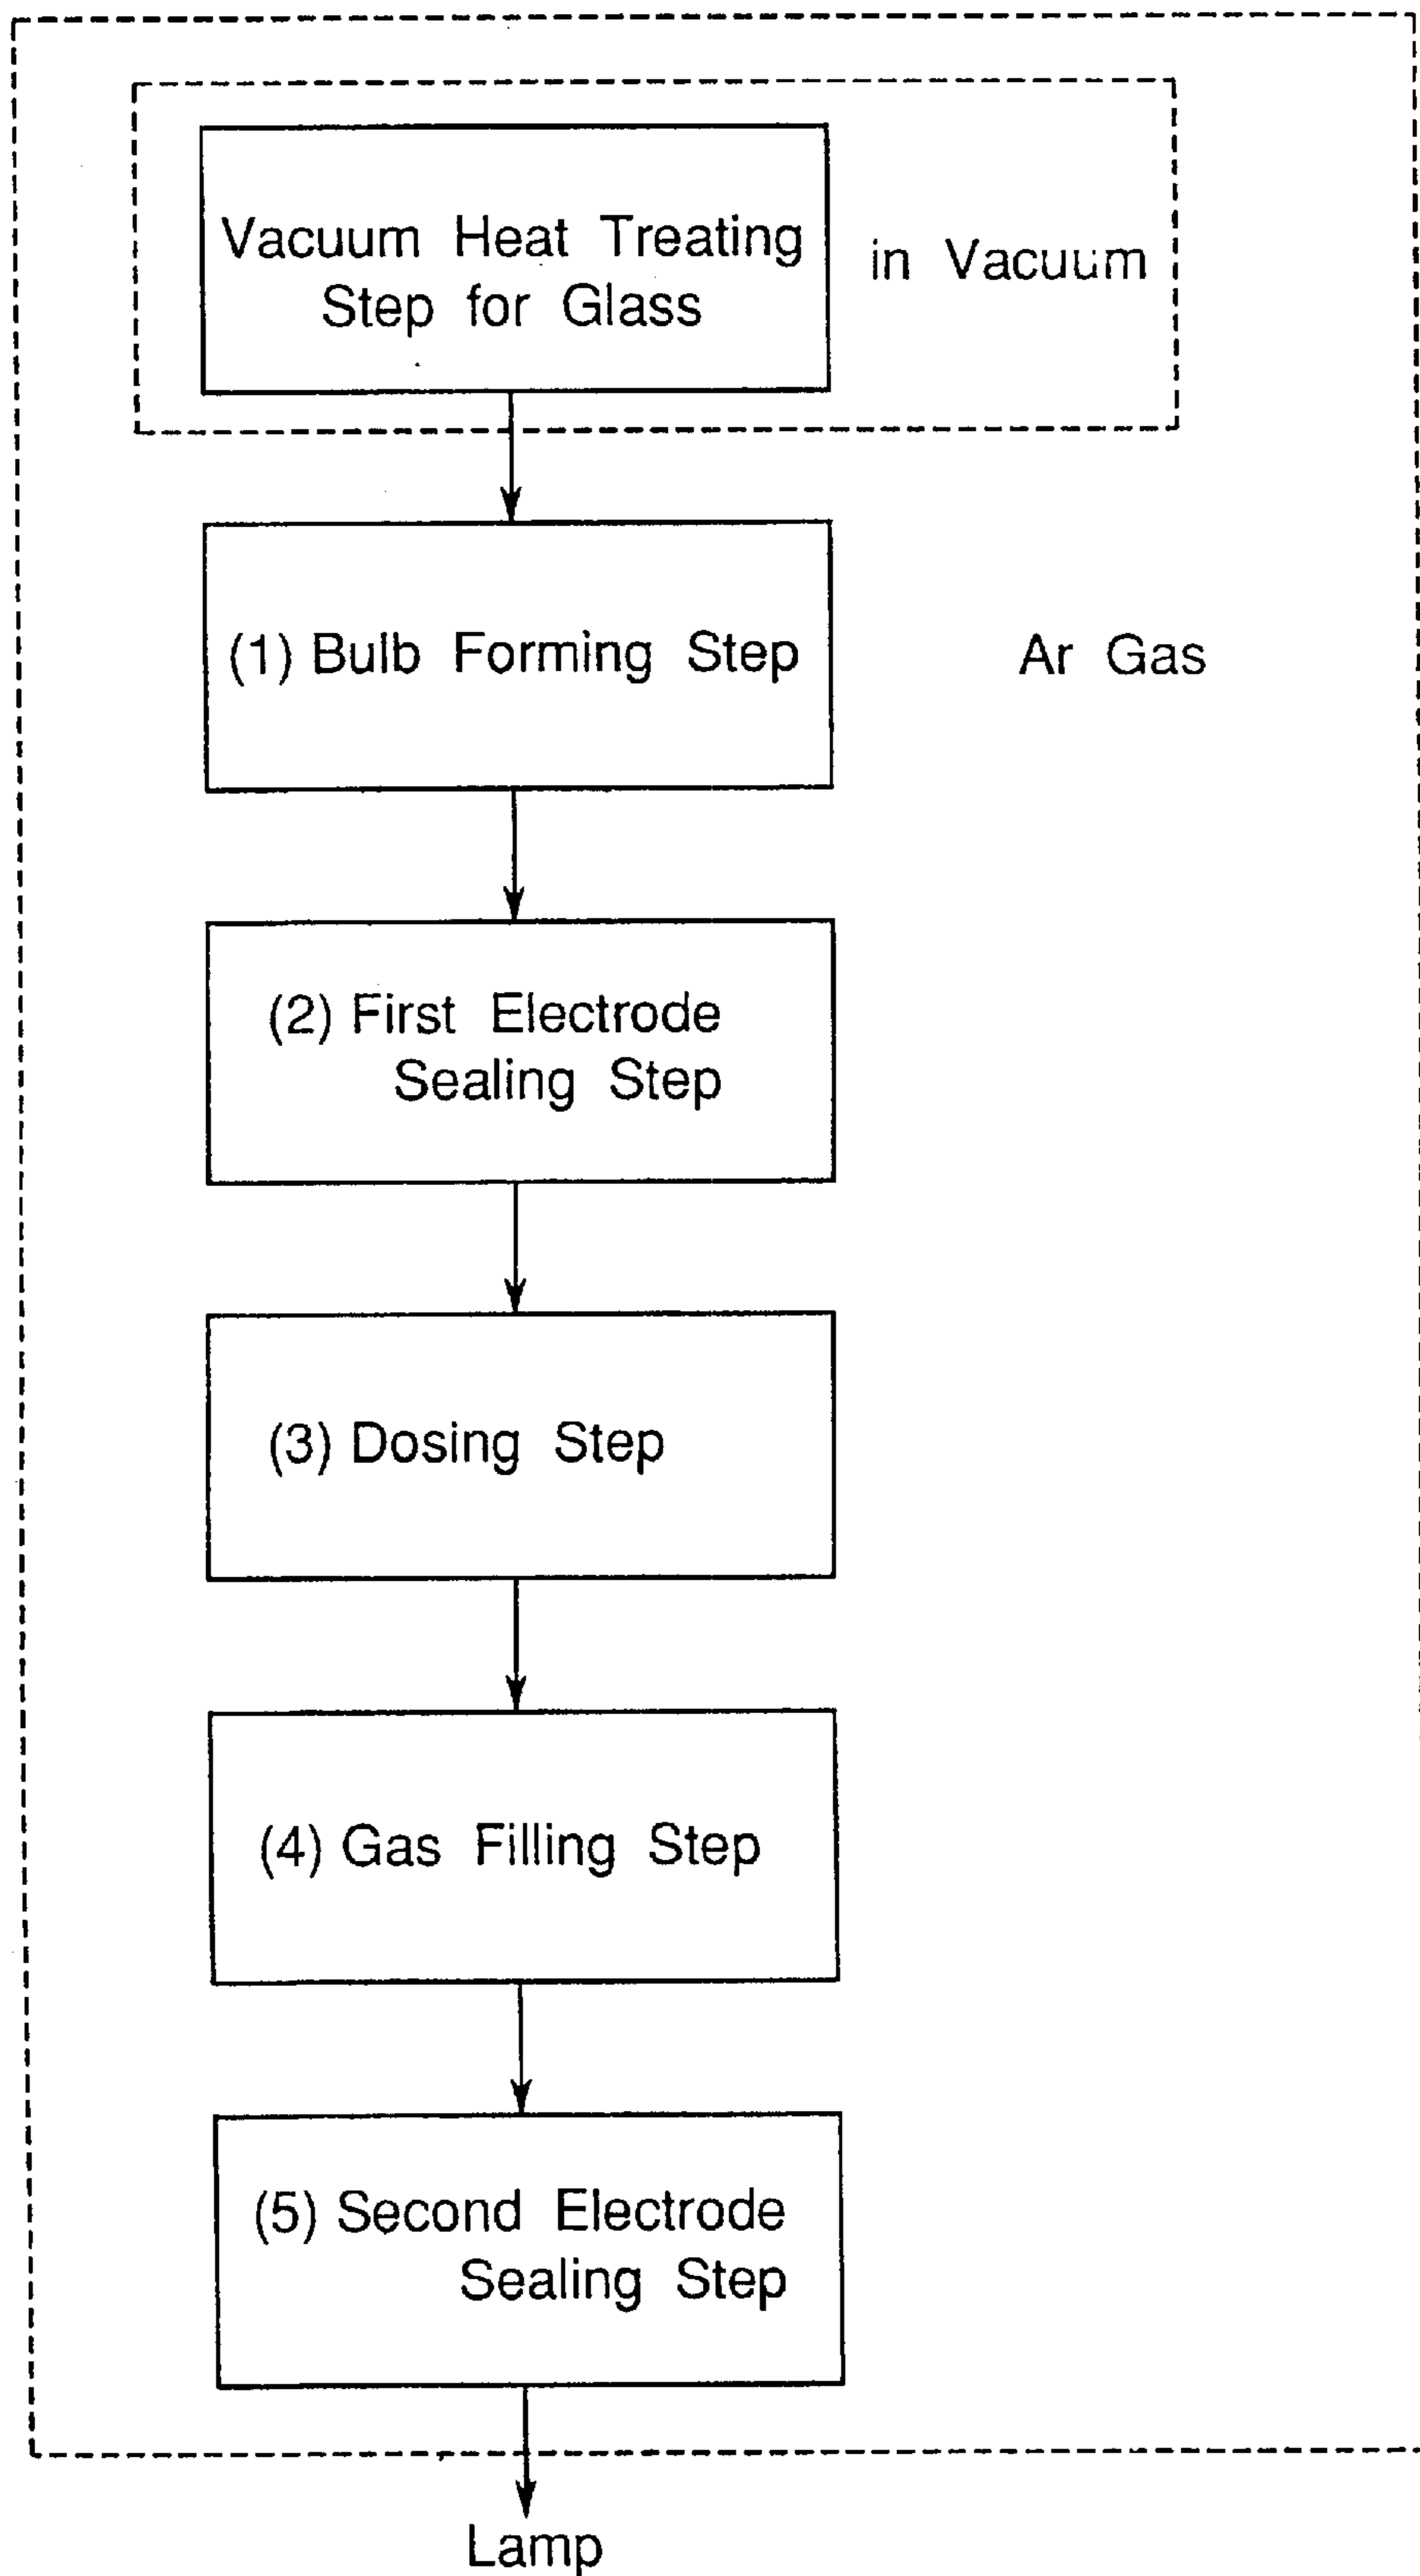 Vacuum Heat Treating
Step for Glass
in Vacuum
(1) Bulb Forming Step
Ar Gas
(2) First Electrode
Sealing Step
(3) Dosing Step
(4) Gas Filling Step
(5) Second Electrode
Sealing Step
Lamp